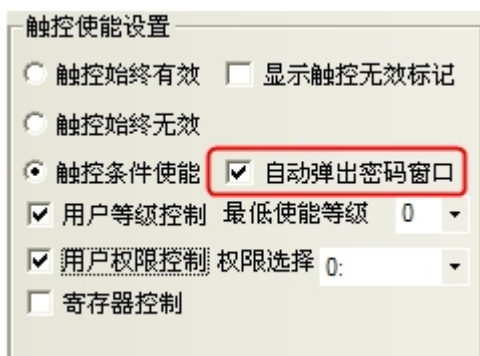 触控使能设置
触控始终有效 显示触控无效标记
触控始终无效
触控条件使能 自动弹出密码窗口
用户等级控制 最低使能等级 0
用户权限控制 权限选择 0:
寄存器控制